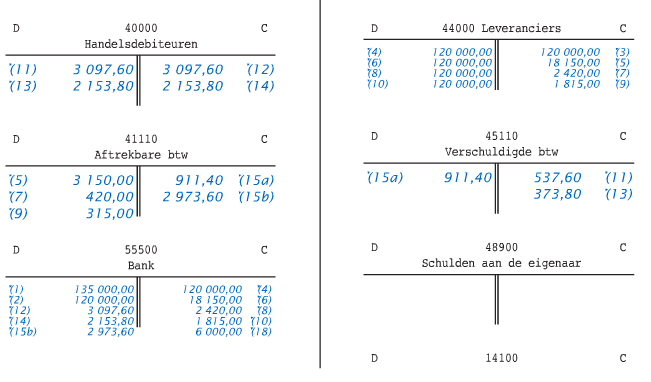 D 40000 C
Handelsdebiteuren
(11) 3 097,60 3 097,60 (12)
(13) 2 153,80 2 153,80 (14)
D 41110 C
Aftrekbare btw
(5) 3 150,00 911,40 (15a)
(7) 420,00 2 973,60 (15b)
(9) 315,00
D 55500 C
Bank
(1) 135 000,00 120 000,00 (4)
(2) 120 000,00 18 150,00 (6)
(12) 3 097,60 2 420,00 (8)
(14) 2 153,80 1 815,00 (10)
(15b) 2 973,60 6 000,00 (18)
D 44000 Leveranciers C
(4) 120 000,00 120 000,00 (3)
(6) 120 000,00 18 150,00 (5)
(8) 120 000,00 2 420,00 (7)
(10) 120 000,00 1 815,00 (9)
D 45110 C
Verschuldigde btw
(15a) 911,40 537,60 (11)
373,80 (13)
D 48900 C
Schulden aan de eigenaar
D 14100 C